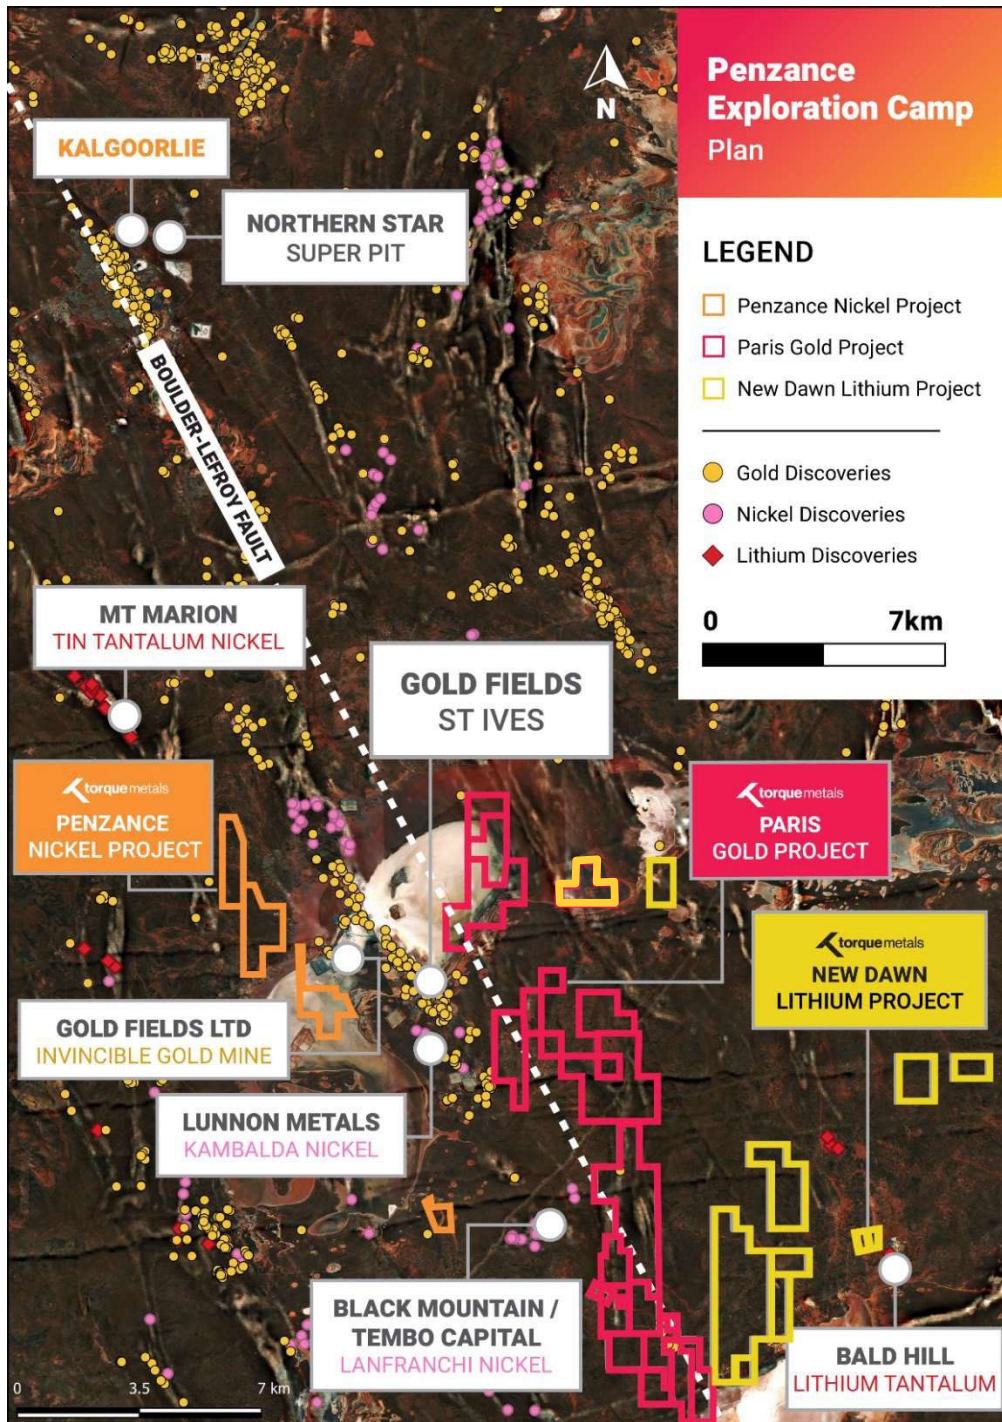 Penzance
Exploration Camp
Plan
N
KALGOORLIE
NORTHERN STAR
SUPER PIT
LEGEND
Penzance Nickel Project
Paris Gold Project
New Dawn Lithium Project
Gold Discoveries
Nickel Discoveries
Lithium Discoveries
0 7km
BOULDER-LEFROY FAULT
MT MARION
TIN TANTALUM NICKEL
GOLD FIELDS
ST IVES
torquemetals
PENZANCE
NICKEL PROJECT
torquemetals
PARIS
GOLD PROJECT
torquemetals
NEW DAWN
LITHIUM PROJECT
GOLD FIELDS LTD
INVINCIBLE GOLD MINE
LUNNON METALS
KAMBALDA NICKEL
BLACK MOUNTAIN /
TEMBO CAPITAL
LANFRANCHI NICKEL
BALD HILL
LITHIUM TANTALUM
0 3.5 7 km